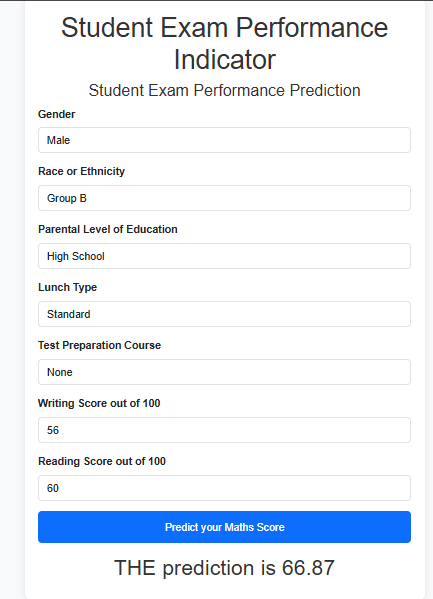 Student Exam Performance
Indicator
Student Exam Performance Prediction
Gender
Male
Race or Ethnicity
Group B
Parental Level of Education
High School
Lunch Type
Standard
Test Preparation Course
None
Writing Score out of 100
56
Reading Score out of 100
60
Predict your Maths Score
THE prediction is 66.87